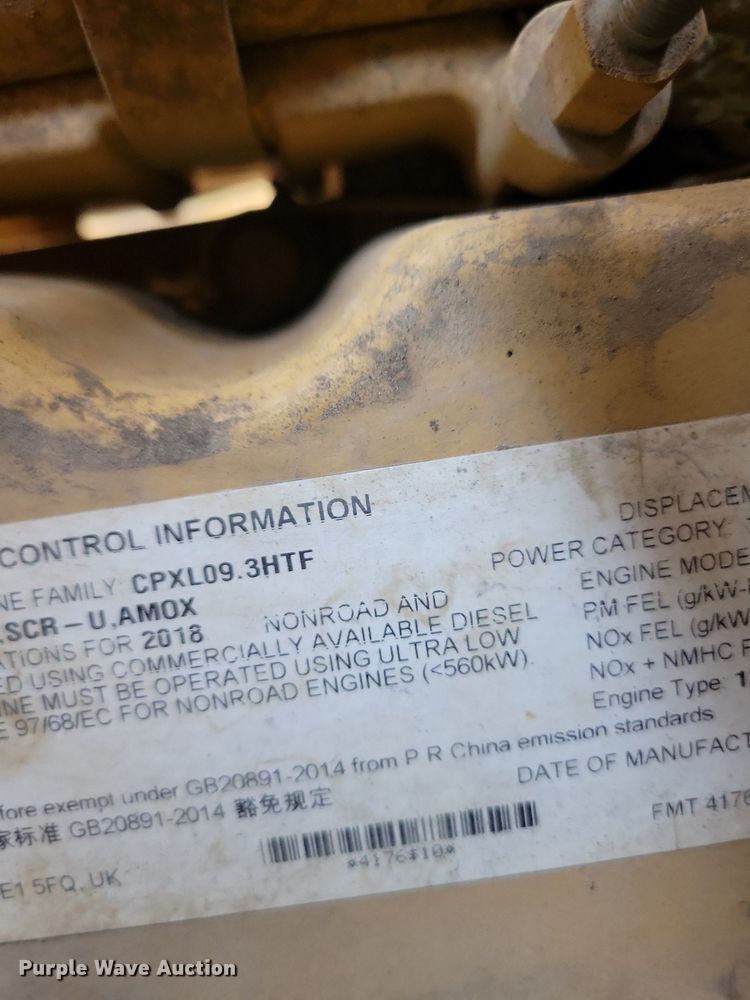 CONTROL INFORMATION
DISPLACEM
NE FAMILY CPXL09.3HTF
POWER CATEGORY
SCR-U,AMOX
ENGINE MODE
TIONS FOR 2018 NONROAD AND
PM FEL (g/kW-
ED USING COMMERCIALLY AVAILABLE DIESEL
NOx FEL (g/kW
NE MUST BE OPERATED USING ULTRA LOW
NOx + NMHC F
E 97/68/EC FOR NONROAD ENGINES (<560kW)
Engine Type 1
fore exempt under GB20891-2014 from P R China emission standards
DATE OF MANUFACT
家标准 GB20891-2014 豁免规定
FMT 4176
*4176$10*
E1 5FQ, UK
Purple Wave Auction